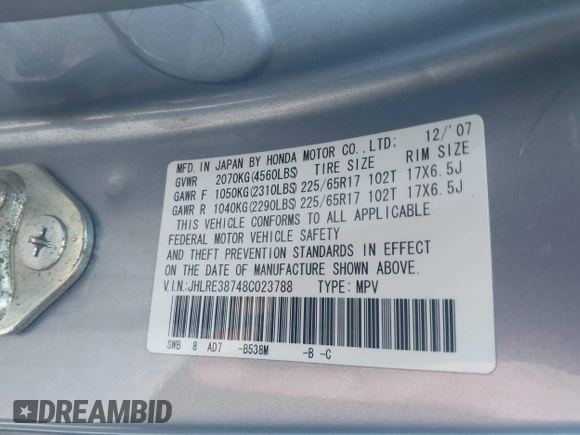 MFD. IN JAPAN BY HONDA MOTOR CO.,LTD; 12/'07
GVWR 2070KG(4560LBS) TIRE SIZE RIM SIZE
GAWR F 1050KG(2310LBS) 225/65R17 102T 17X6.5J
GAWR R 1040KG(2290LBS) 225/65R17 102T 17X6.5J
THIS VEHICLE CONFORMS TO ALL APPLICABLE
FEDERAL MOTOR VEHICLE SAFETY
AND THEFT PREVENTION STANDARDS IN EFFECT
ON THE DATE OF MANUFACTURE SHOWN ABOVE.
V.I.N.:JHLRE38748C023788 TYPE: MPV
SWB 8 AD7 -B538M -B -C
DREAMBID